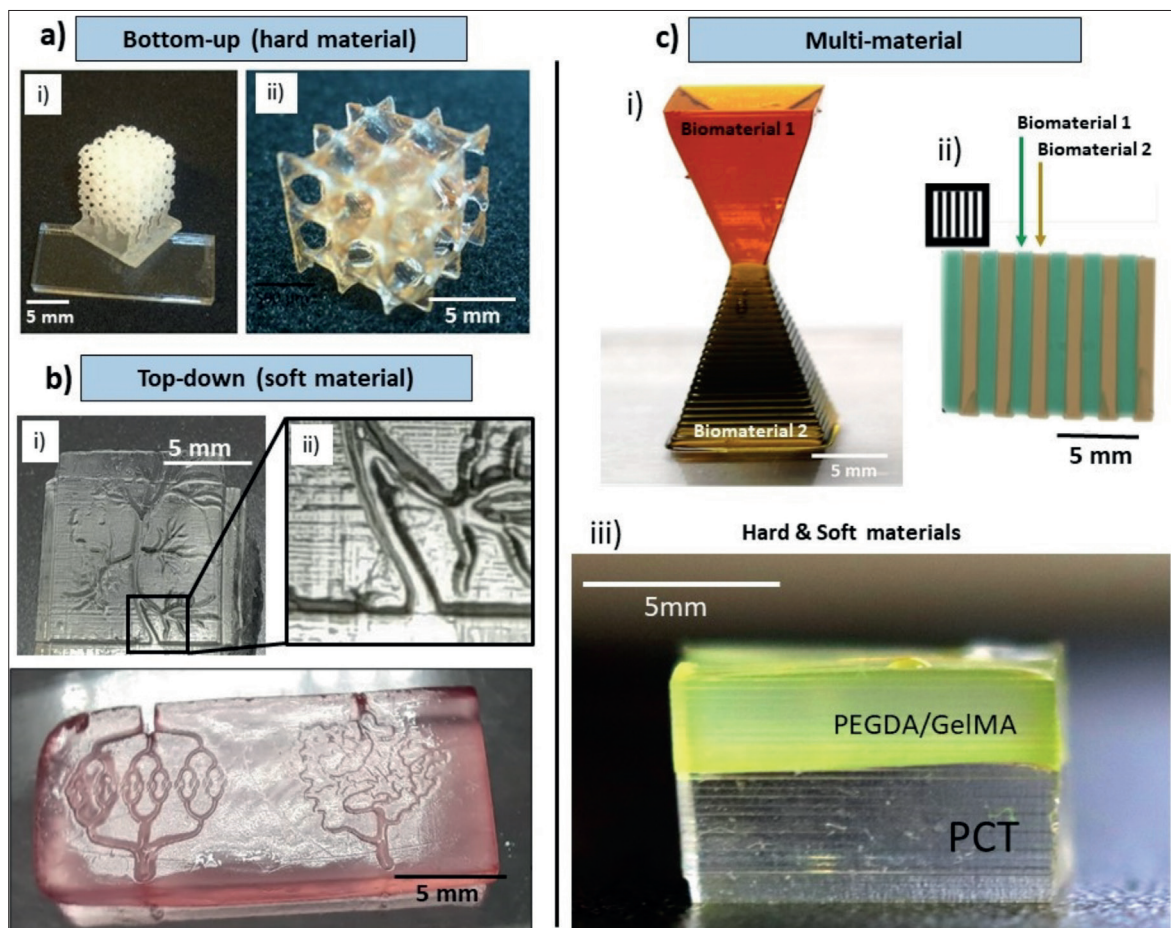 a) Bottom-up (hard material)
i)
5 mm
ii)
5 mm
b) Top-down (soft material)
i)
5 mm
ii)
5 mm
c) Multi-material
i)
Biomaterial 1
Biomaterial 2
5 mm
ii)
Biomaterial 1
Biomaterial 2
5 mm
iii) Hard & Soft materials
5mm
PEGDA/GelMA
PCT